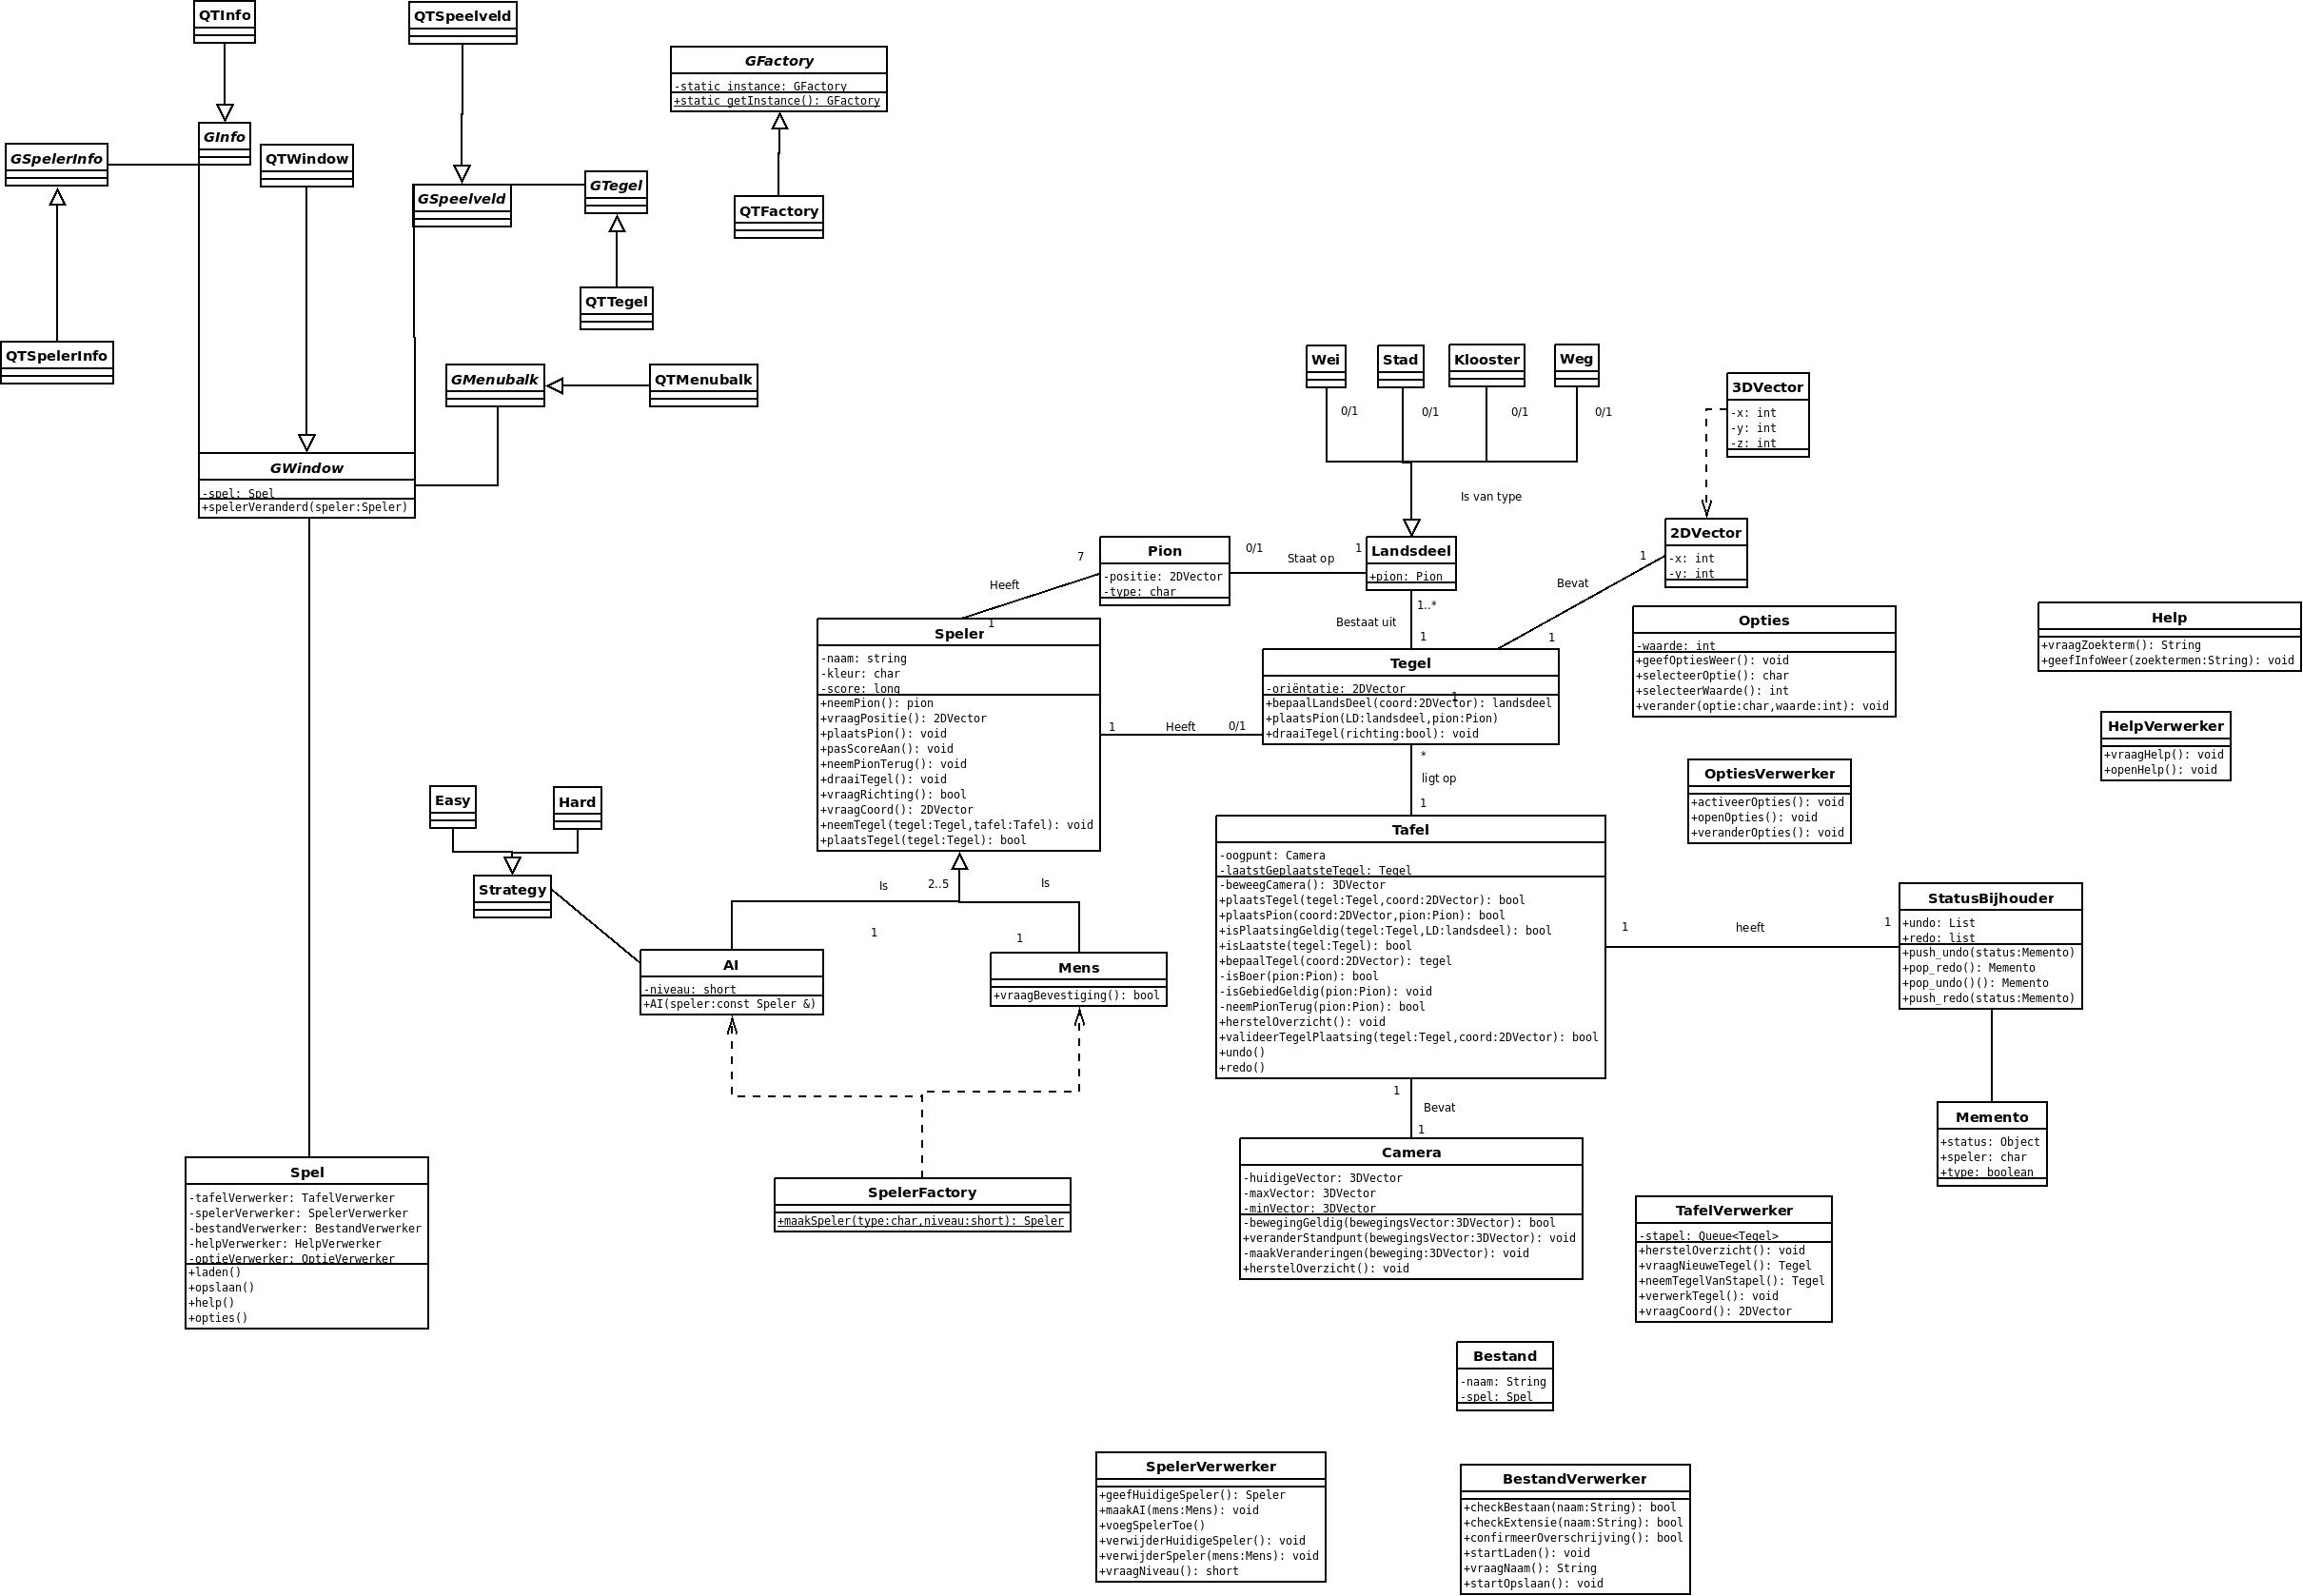 QTInfo
QTSpeelveld
GFactory
-static instance: GFactory
+static getInstance(): GFactory
GInfo
GSpelerInfo
QTWindow
GTegel
GSpeelveld
QTFactory
QTTegel
QTSpelerInfo
GMenubalk
QTMenubalk
GWindow
-spel: Spel
+spelerVeranderd(speler:Speler)
Wei
Stad
Klooster
Weg
0/1
0/1
0/1
0/1
Is van type
3DVector
-x: int
-y: int
-z: int
2DVector
-x: int
-y: int
Pion
-positie: 2DVector
-type: char
7
Heeft
1
0/1
Staat op
1
Landsdeel
+pion: Pion
1..*
Bestaat uit
1
Bevat
1
1
Speler
-naam: string
-kleur: char
-score: long
+neemPion(): pion
+vraagPositie(): 2DVector
+plaatsPion(): void
+pasScoreAan(): void
+neemPionTerug(): void
+draaiTegel(): void
+vraagRichting(): bool
+vraagCoord(): 2DVector
+neemTegel(tegel:Tegel,tafel:Tafel): void
+plaatsTegel(tegel:Tegel): bool
1
Heeft
0/1
Tegel
-oriëntatie: 2DVector
1
+bepaalLandsDeel(coord:2DVector): landsdeel
+plaatsPion(LD:landsdeel,pion:Pion)
+draaiTegel(richting:bool): void
*
ligt op
1
Opties
-waarde: int
+geefOptiesWeer(): void
+selecteerOptie(): char
+selecteerWaarde(): int
+verander(optie:char,waarde:int): void
Help
+vraagZoekterm(): String
+geefInfoWeer(zoektermen:String): void
HelpVerwerker
+vraagHelp(): void
+openHelp(): void
OptiesVerwerker
+activeerOpties(): void
+openOpties(): void
+veranderOpties(): void
Easy
Hard
Strategy
Is
2..5
Is
1
1
AI
-niveau: short
+AI(speler:const Speler &)
Mens
+vraagBevestiging(): bool
Tafel
-oogpunt: Camera
-laatstGeplaatsteTegel: Tegel
-beweegCamera(): 3DVector
+plaatsTegel(tegel:Tegel,coord:2DVector): bool
+plaatsPion(coord:2DVector,pion:Pion): bool
+isPlaatsingGeldig(tegel:Tegel,LD:landsdeel): bool
+isLaatste(tegel:Tegel): bool
+bepaalTegel(coord:2DVector): tegel
-isBoer(pion:Pion): bool
-isGebiedGeldig(pion:Pion): void
-neemPionTerug(pion:Pion): bool
+herstelOverzicht(): void
+valideerTegelPlaatsing(tegel:Tegel,coord:2DVector): bool
+undo()
+redo()
1
heeft
1
StatusBijhouder
+undo: List
+redo: list
+push_undo(status:Memento)
+pop_redo(): Memento
+pop_undo()(): Memento
+push_redo(status:Memento)
Memento
+status: Object
+speler: char
+type: boolean
1
Bevat
1
Camera
-huidigeVector: 3DVector
-maxVector: 3DVector
-minVector: 3DVector
-bewegingGeldig(bewegingsVector:3DVector): bool
+veranderStandpunt(bewegingsVector:3DVector): void
-maakVeranderingen(beweging:3DVector): void
+herstelOverzicht(): void
Spel
-tafelVerwerker: TafelVerwerker
-spelerVerwerker: SpelerVerwerker
-bestandVerwerker: BestandVerwerker
-helpVerwerker: HelpVerwerker
-optieVerwerker: OptieVerwerker
+laden()
+opslaan()
+help()
+opties()
SpelerFactory
+maakSpeler(type:char,niveau:short): Speler
TafelVerwerker
-stapel: Queue<Tegel>
+herstelOverzicht(): void
+vraagNieuweTegel(): Tegel
+neemTegelVanStapel(): Tegel
+verwerkTegel(): void
+vraagCoord(): 2DVector
Bestand
-naam: String
-spel: Spel
SpelerVerwerker
+geefHuidigeSpeler(): Speler
+maakAI(mens:Mens): void
+voegSpelerToe()
+verwijderHuidigeSpeler(): void
+verwijderSpeler(mens:Mens): void
+vraagNiveau(): short
BestandVerwerker
+checkBestaan(naam:String): bool
+checkExtensie(naam:String): bool
+confirmeerOverschrijving(): bool
+startLaden(): void
+vraagNaam(): String
+startOpslaan(): void